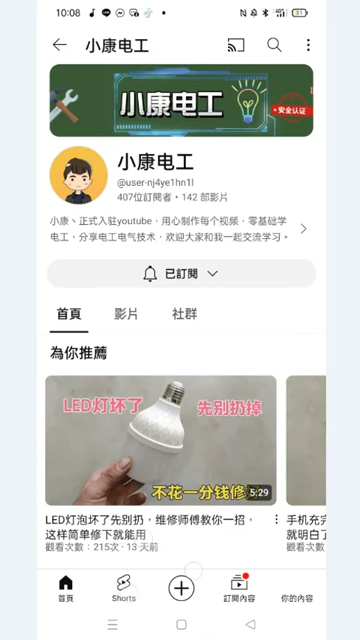 10:08
31
小康电工
小康电工
安全认证
小康电工
@user-nj4ye1hn1l
407位訂閱者 • 142 部影片
小康丶正式入驻youtube，用心制作每个视频，零基础学
电工，分享电工电气技术，欢迎大家和我一起交流学习。
已訂閱
首頁 影片 社群
為你推薦
LED灯坏了 先别扔掉
不花一分钱修
5:29
LED灯泡坏了先别扔，维修师傅教你一招，
这样简单修下就能用
觀看次數：215次 · 13 天前
手机充完
就明白了
觀看次數
首頁 Shorts 訂閱內容 你的內容